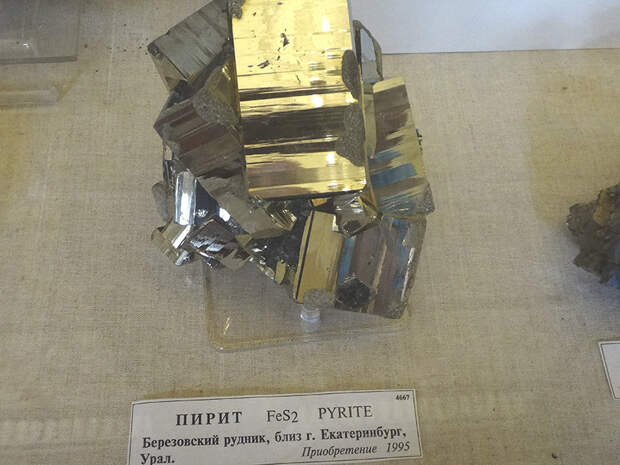 4667
ПИРИТ FeS2 PYRITE
Березовский рудник, близ г. Екатеринбург,
Урал. Приобретение 1995